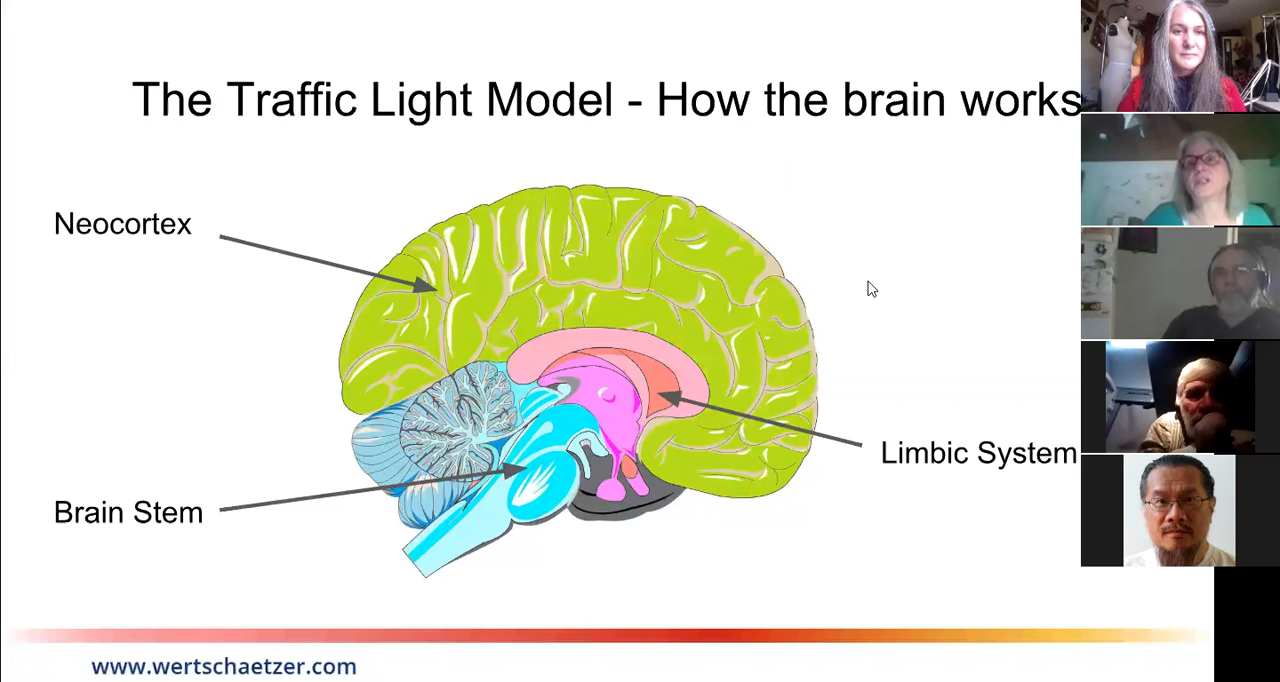 The Traffic Light Model - How the brain works
Neocortex
Limbic System
Brain Stem
www.wertschaetzer.com